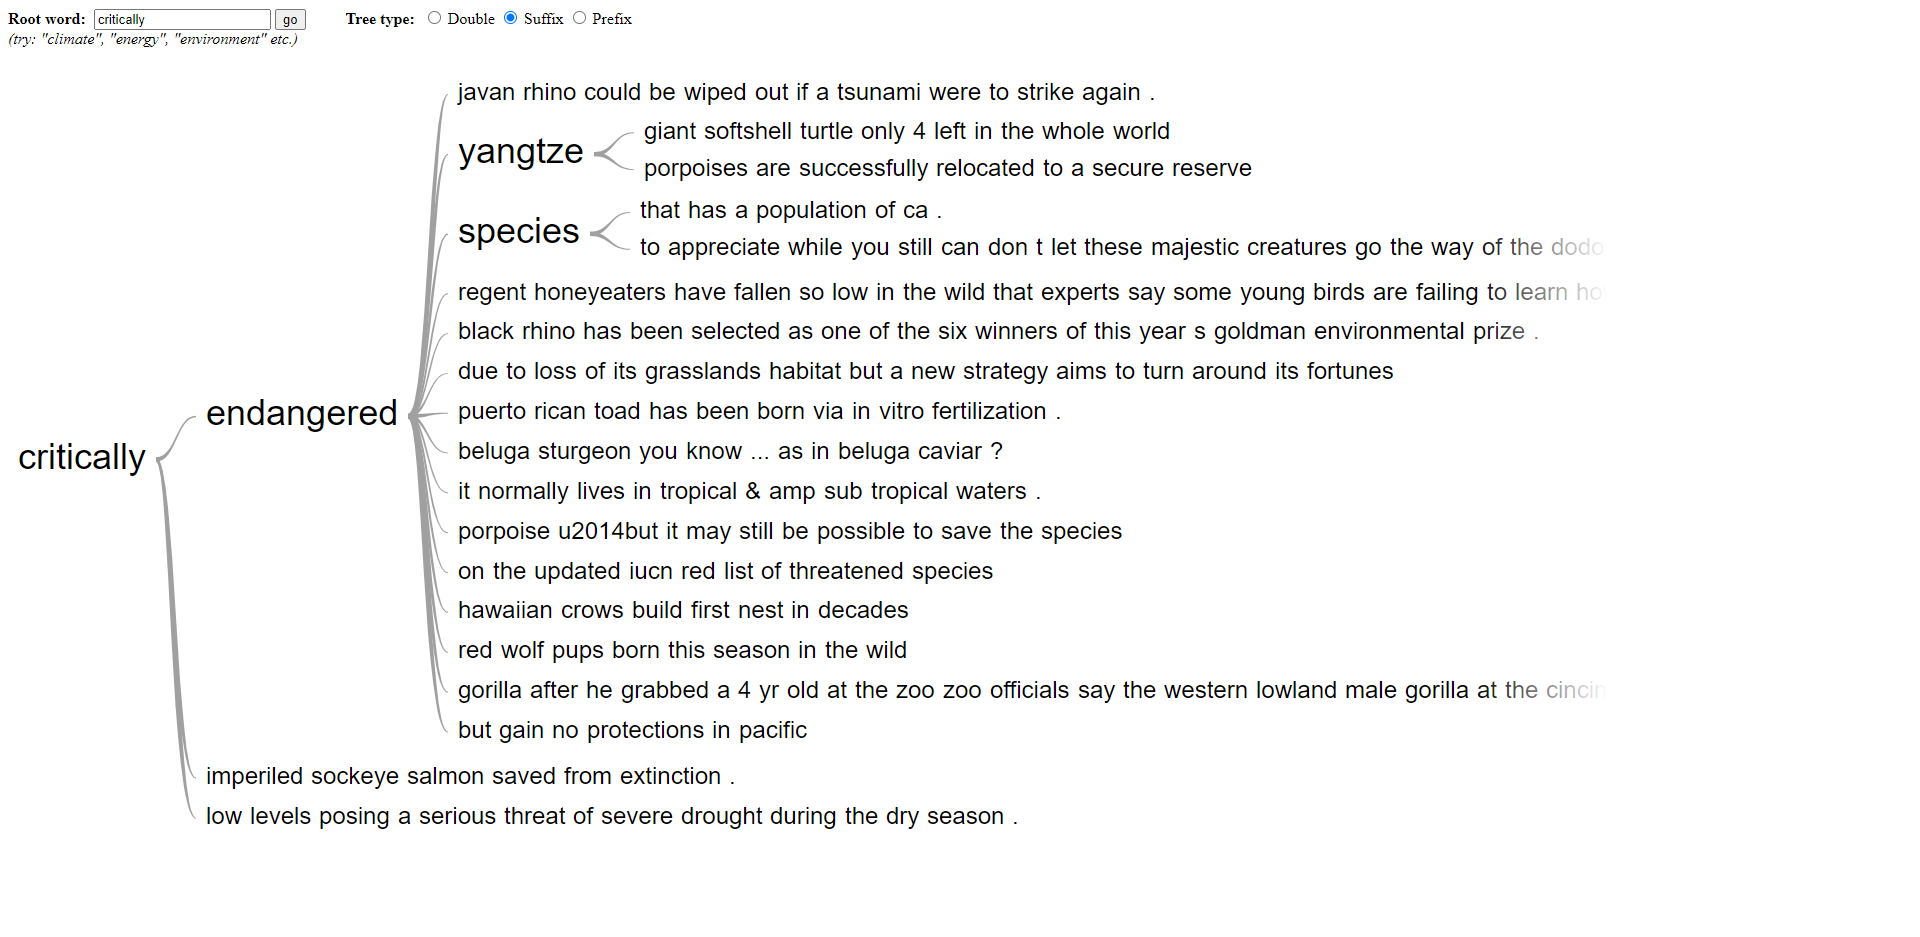 Root word: critically go Tree type: Double Suffix Prefix
(try: "climate", "energy", "environment" etc.)
javan rhino could be wiped out if a tsunami were to strike again .
yangtze
giant softshell turtle only 4 left in the whole world
porpoises are successfully relocated to a secure reserve
species
that has a population of ca .
to appreciate while you still can don t let these majestic creatures go the way of the dodo
regent honeyeaters have fallen so low in the wild that experts say some young birds are failing to learn ho
black rhino has been selected as one of the six winners of this year s goldman environmental prize .
due to loss of its grasslands habitat but a new strategy aims to turn around its fortunes
endangered
puerto rican toad has been born via in vitro fertilization .
critically
beluga sturgeon you know ... as in beluga caviar ?
it normally lives in tropical & amp sub tropical waters .
porpoise u2014but it may still be possible to save the species
on the updated iucn red list of threatened species
hawaiian crows build first nest in decades
red wolf pups born this season in the wild
gorilla after he grabbed a 4 yr old at the zoo zoo officials say the western lowland male gorilla at the cincin
but gain no protections in pacific
imperiled sockeye salmon saved from extinction .
low levels posing a serious threat of severe drought during the dry season .